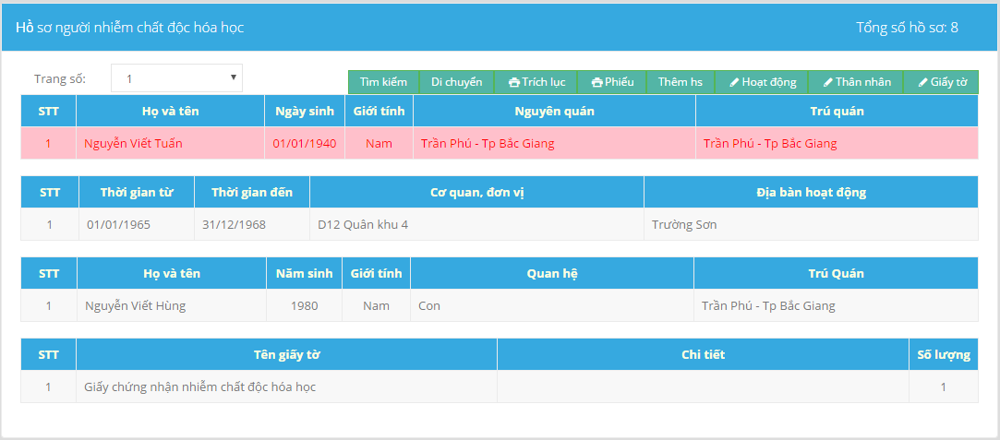 Hồ sơ người nhiễm chất độc hóa học Tổng số hồ sơ: 8
Trang số: 1 Tìm kiếm Di chuyển Trích lục Phiếu Thêm hs Hoạt động Thân nhân Giấy tờ
STT Họ và tên Ngày sinh Giới tính Nguyên quán Trú quán
1 Nguyễn Viết Tuấn 01/01/1940 Nam Trần Phú - Tp Bắc Giang Trần Phú - Tp Bắc Giang
STT Thời gian từ Thời gian đến Cơ quan, đơn vị Địa bàn hoạt động
1 01/01/1965 31/12/1968 D12 Quân khu 4 Trường Sơn
STT Họ và tên Năm sinh Giới tính Quan hệ Trú Quán
1 Nguyễn Viết Hùng 1980 Nam Con Trần Phú - Tp Bắc Giang
STT Tên giấy tờ Chi tiết Số lượng
1 Giấy chứng nhận nhiễm chất độc hóa học 1